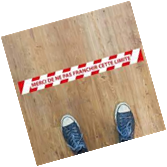 MERCI DE NE PAS FRANCHIR CETTE LIMITE